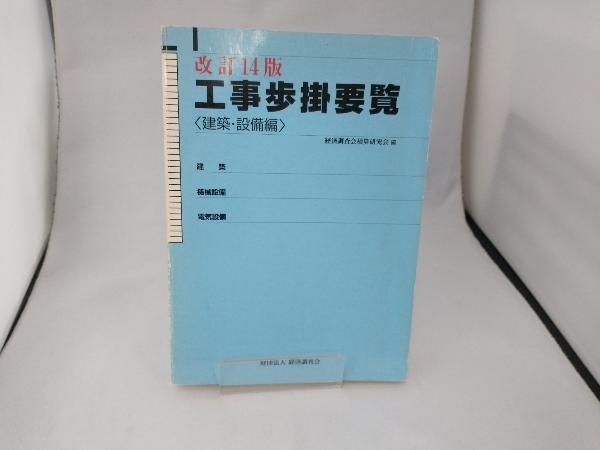 改訂14版
工事歩掛要覧
〈建築・設備編〉
経済調査会積算研究会 編
建 築
機械設備
電気設備
財団法人 経済調査会